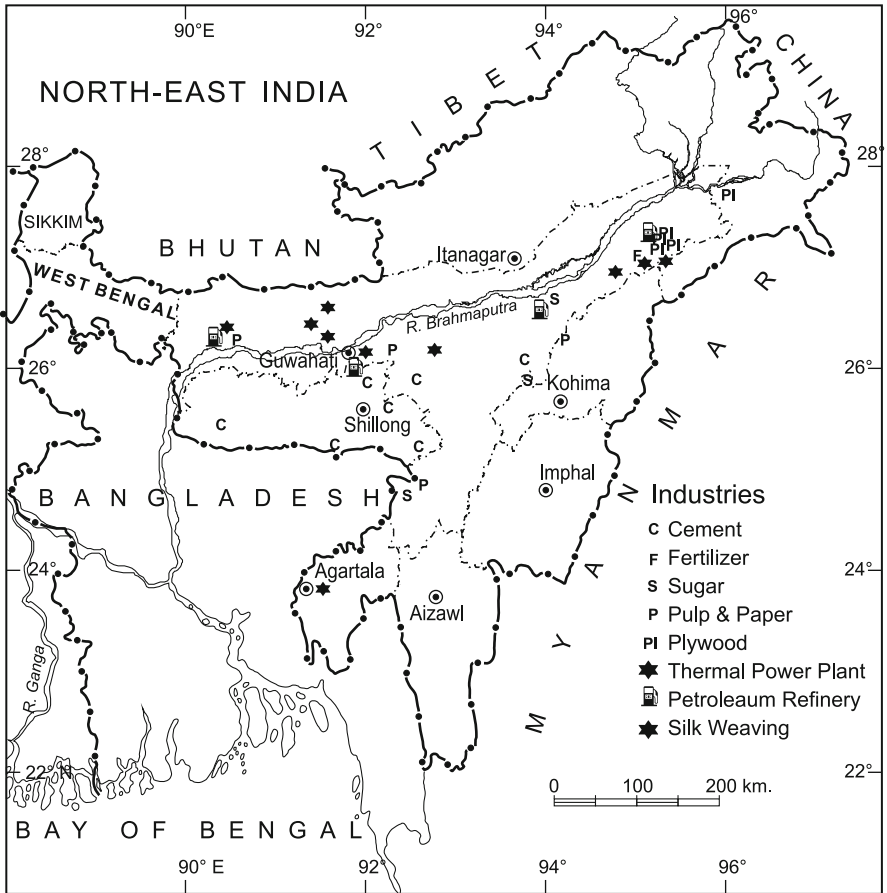 90°E
92°
94°
96°
NORTH-EAST INDIA
TIBET
CHINA
28°
28°
SIKKIM
BHUTAN
Itanagar
WEST BENGAL
PI
PI
PI
PI
PI
F
R. Brahmaputra
S
P
Guwahati
P
P
26°
26°
C
C
C
S
Kohima
C
C
Shillong
C
C
C
P
S
Imphal
BANGLADESH
MYANMAR
Industries
C Cement
F Fertilizer
S Sugar
P Pulp & Paper
PI Plywood
Thermal Power Plant
Petroleaum Refinery
Silk Weaving
24°
24°
Agartala
Aizawl
R. Ganga
22° N
22°
0 100 200 km.
BAY OF BENGAL
90° E
92°
94°
96°